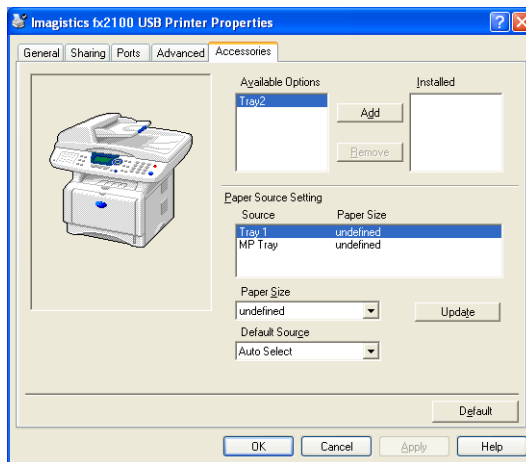 Imagistics fx2100 USB Printer Properties
General Sharing Ports Advanced Accessories
Available Options Installed
Tray2
Add
Remove
Paper Source Setting
Source Paper Size
Tray 1 undefined
MP Tray undefined
Paper Size
undefined Update
Default Source
Auto Select
Default
OK Cancel Apply Help